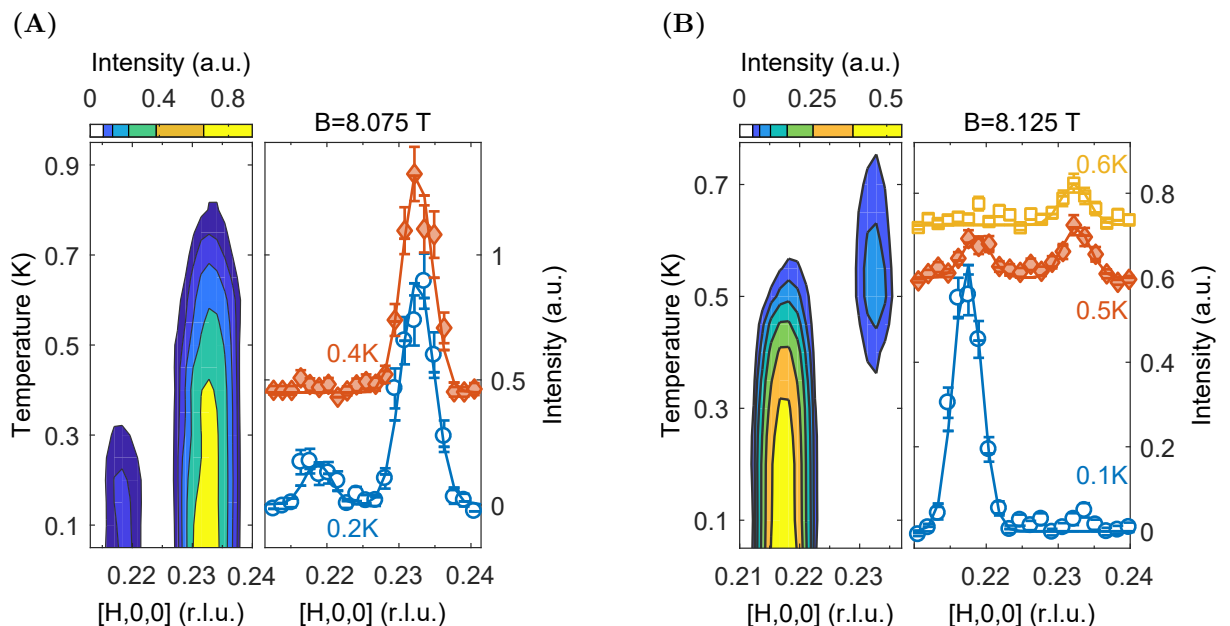 (A)
Intensity (a.u.)
0 0.4 0.8
B=8.075 T
0.9
0.7
0.5
0.3
0.1
Temperature (K)
0.22 0.23 0.24
[H,0,0] (r.l.u.)
0.4K
0.2K
1
0.5
0
Intensity (a.u.)
0.22 0.23 0.24
[H,0,0] (r.l.u.)
(B)
Intensity (a.u.)
0 0.25 0.5
B=8.125 T
0.7
0.5
0.3
0.1
Temperature (K)
0.21 0.22 0.23
[H,0,0] (r.l.u.)
0.6K
0.5K
0.1K
0.8
0.6
0.4
0.2
0
Intensity (a.u.)
0.22 0.23 0.24
[H,0,0] (r.l.u.)